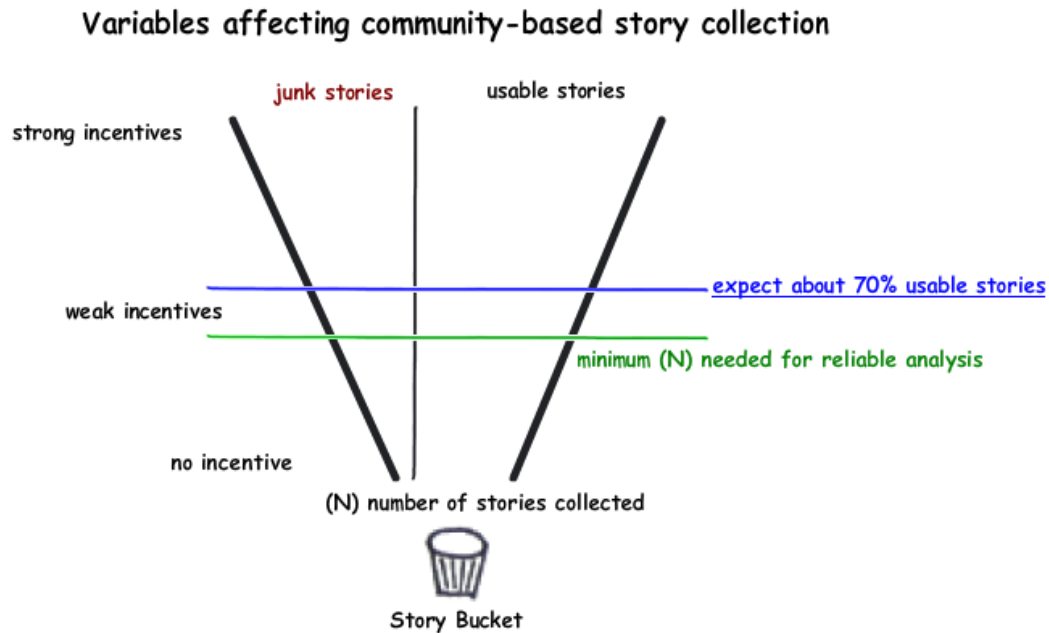 Variables affecting community-based story collection
junk stories
usable stories
strong incentives
expect about 70% usable stories
weak incentives
minimum (N) needed for reliable analysis
no incentive
(N) number of stories collected
Story Bucket